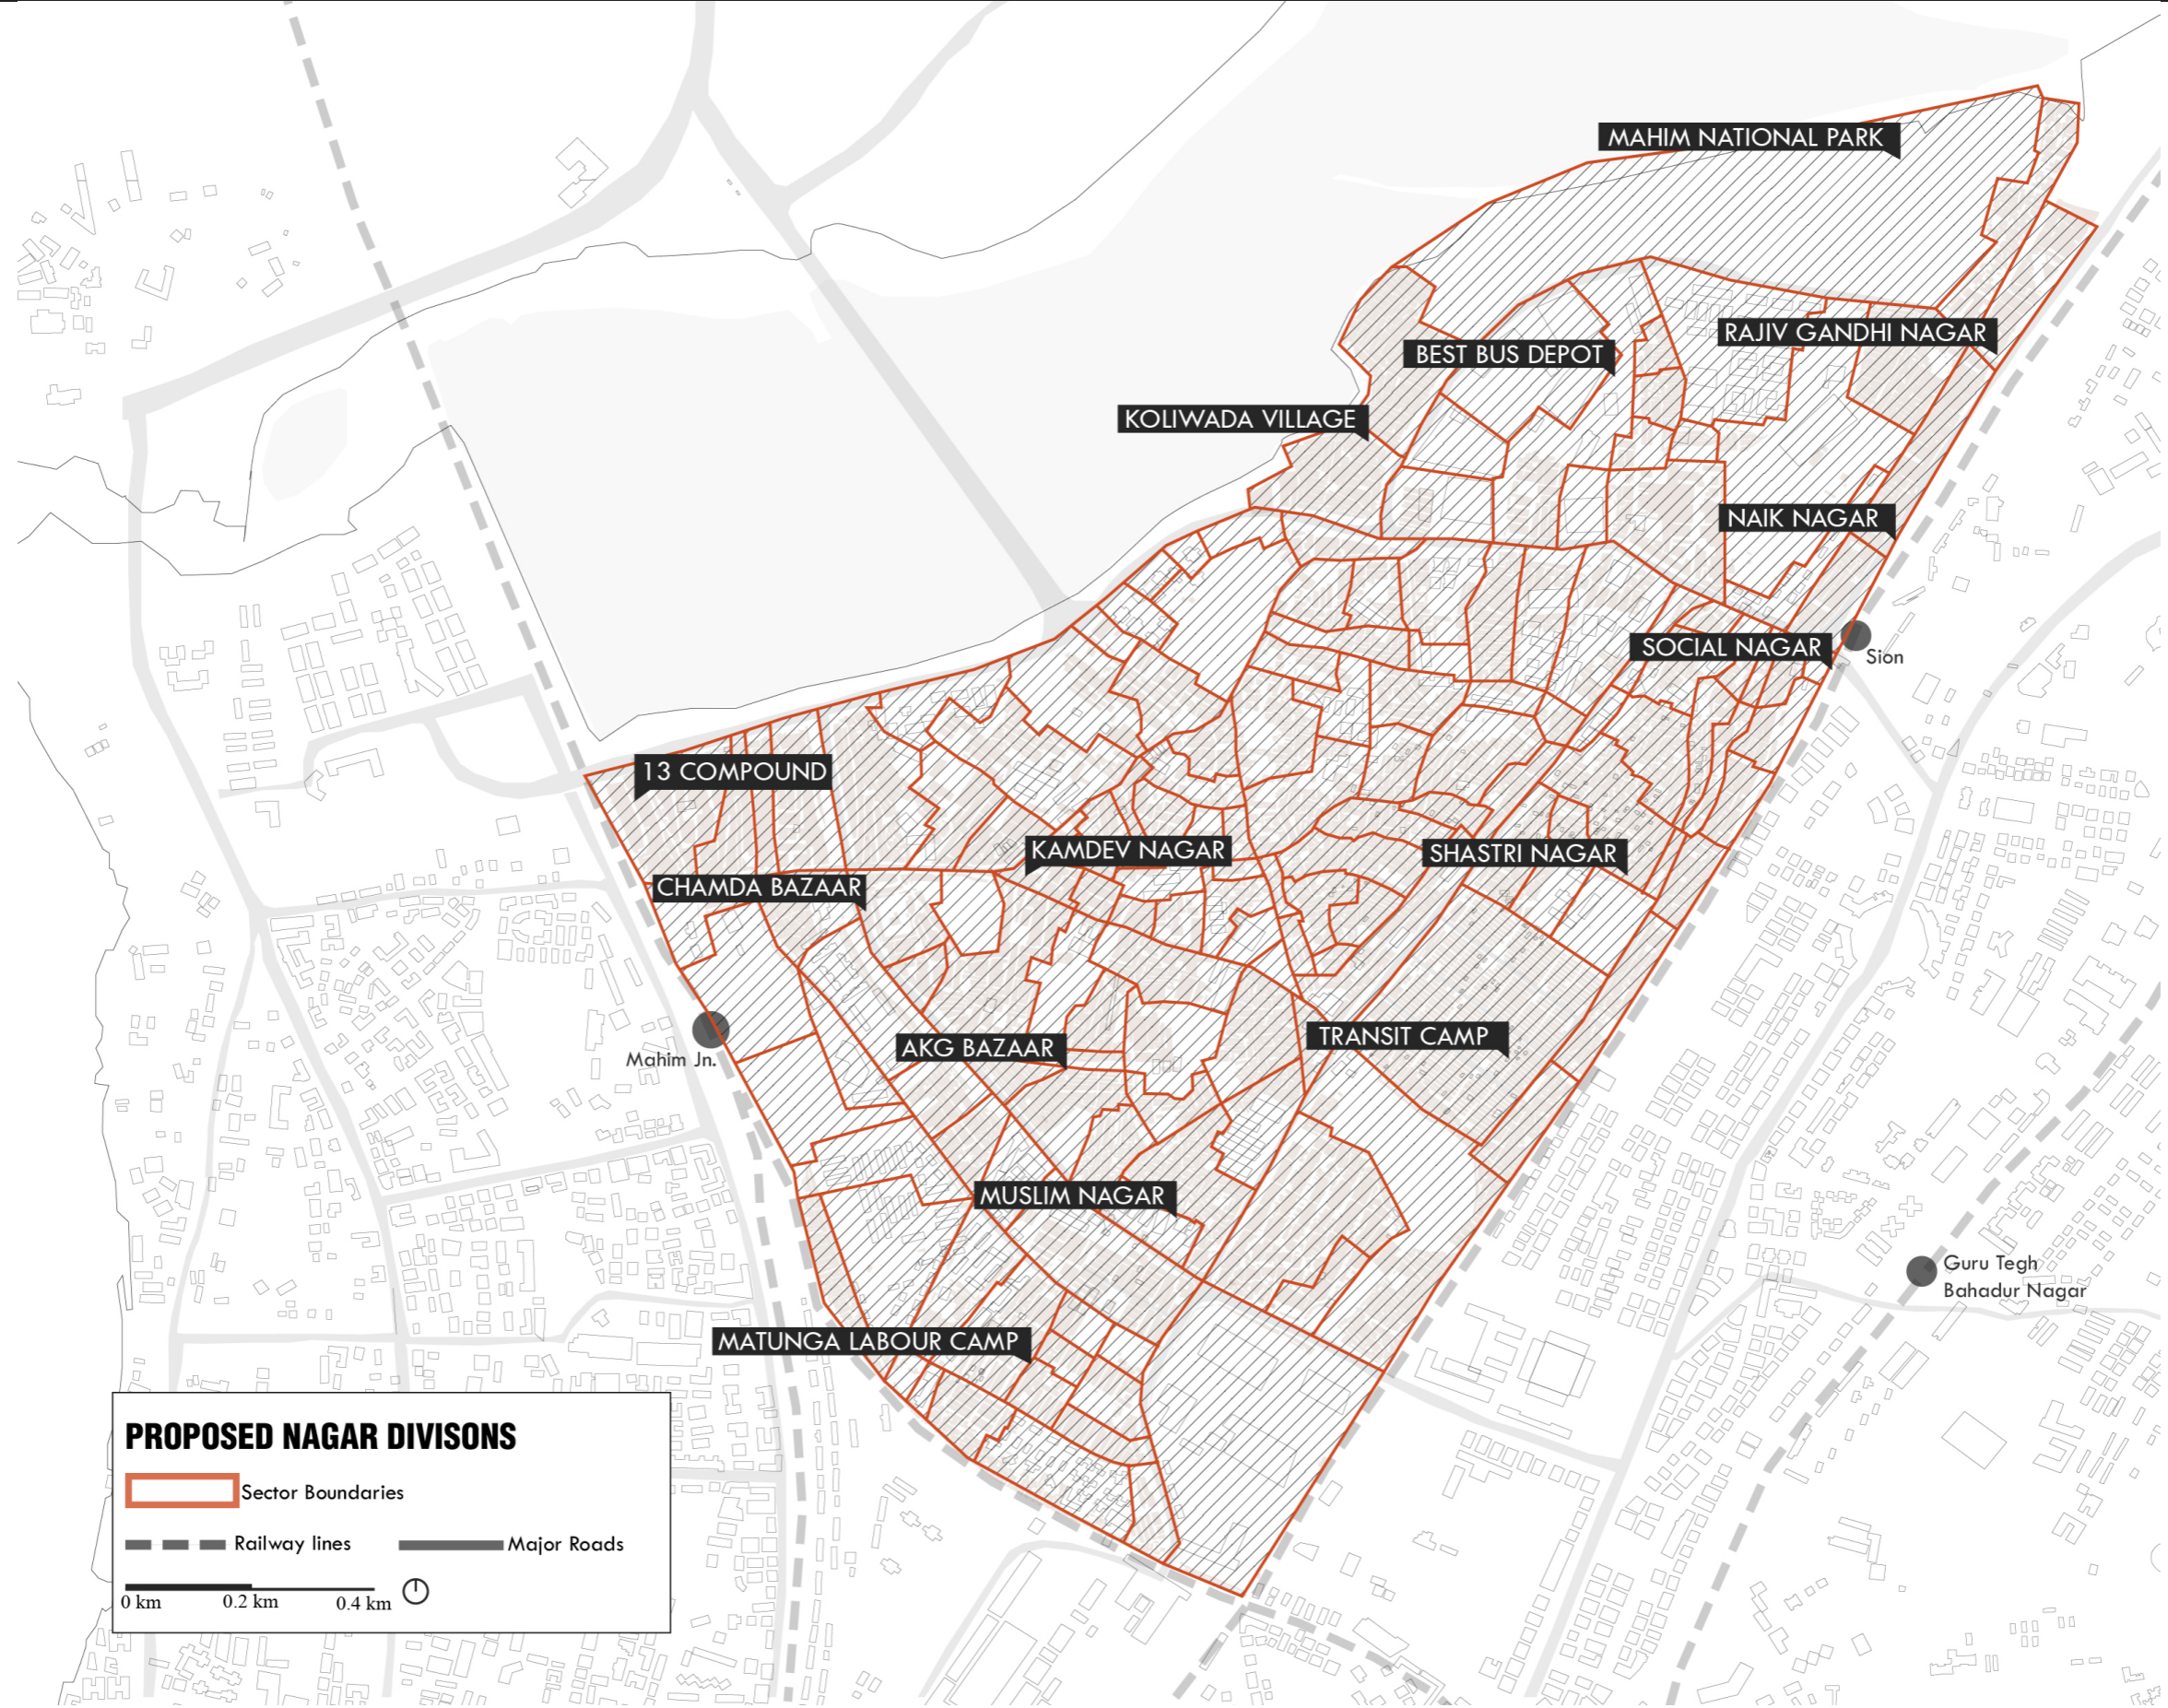 MAHIM NATIONAL PARK
RAJIV GANDHI NAGAR
BEST BUS DEPOT
KOLIWADA VILLAGE
NAIK NAGAR
SOCIAL NAGAR
Sion
13 COMPOUND
KAMDEV NAGAR
SHASTRI NAGAR
CHAMDA BAZAAR
AKG BAZAAR
TRANSIT CAMP
Mahim Jn.
MUSLIM NAGAR
Guru Tegh
Bahadur Nagar
MATUNGA LABOUR CAMP
PROPOSED NAGAR DIVISONS
Sector Boundaries
Railway lines
Major Roads
0 km
0.2 km
0.4 km